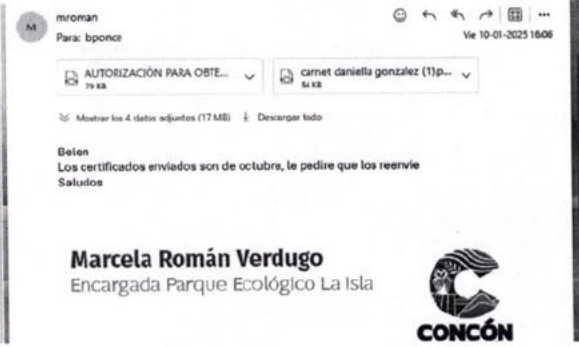 M
mroman
Para: bponce
Vie 10-01-2025 16:06
AUTORIZACIÓN PARA OBTE...
79 KB
carnet daniella gonzalez (1).p...
54 KB
Mostrar los 4 datos adjuntos (17 MB) Descargar todo
Belen
Los certificados enviados son de octubre, le pedire que los reenvie
Saludos
Marcela Román Verdugo
Encargada Parque Ecológico La Isla
CONCÓN